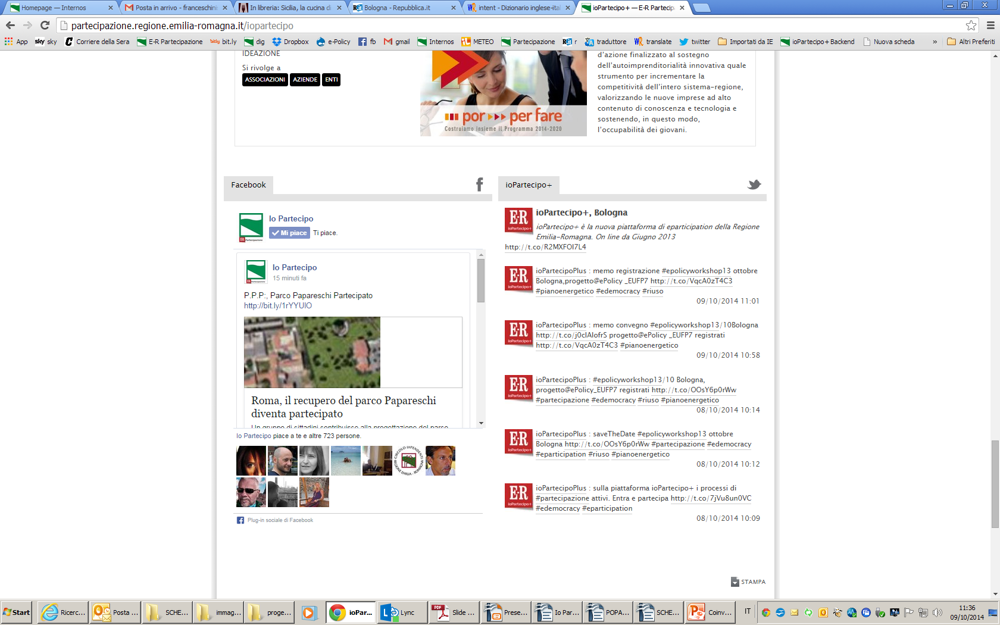 Homepage — Internos
Posta in arrivo - franceschini
In libreria: Sicilia, la cucina di
Bologna - Repubblica.it
intent - Dizionario inglese-ital
ioPartecipo+ — E-R Partecip
partecipazione.regione.emilia-romagna.it/iopartecipo
App
sky sky
Corriere della Sera
E-R Partecipazione
bitly bit.ly
dig
Dropbox
e-Policy
fb
gmail
Internos
METEO
Partecipazione
r
traduttore
translate
twitter
Importati da IE
ioPartecipo+ Backend
Nuova scheda
»
Altri Preferiti
IDEAZIONE
Si rivolge a
ASSOCIAZIONI AZIENDE ENTI
por per fare
Costruiamo insieme il Programma 2014-2020
d'azione finalizzato al sostegno
dell'autoimprenditorialità innovativa quale
strumento per incrementare la
competitività dell'intero sistema-regione,
valorizzando le nuove imprese ad alto
contenuto di conoscenza e tecnologia e
sostenendo, in questo modo,
l'occupabilità dei giovani.
Facebook
Io Partecipo
Mi piace Ti piace.
Io Partecipo
15 minuti fa
P.P.P:, Parco Papareschi Partecipato
http://bit.ly/1rYYUIO
Roma, il recupero del parco Papareschi
diventa partecipato
Un gruppo di cittadini contribuisce alla progettazione del parco
Io Partecipo piace a te e altre 723 persone.
CIRCOLO DIPENDENTI REGIONE EMILIA-ROMAGNA
Plug-in sociale di Facebook
ioPartecipo+
E·R
ioPartecipo+
ioPartecipo+, Bologna
ioPartecipo+ è la nuova piattaforma di eparticipation della Regione
Emilia-Romagna. On line da Giugno 2013
http://t.co/R2MXFOI7L4
E·R
ioPartecipo+
ioPartecipoPlus : memo registrazione #epolicyworkshop13 ottobre
Bologna,progetto@ePolicy _EUFP7 http://t.co/VqcA0zT4C3
#pianoenergetico #edemocracy #riuso
09/10/2014 11:01
E·R
ioPartecipo+
ioPartecipoPlus : memo convegno #epolicyworkshop13/10Bologna
http://t.co/j0clAlofrS progetto@ePolicy _EUFP7 registrati
http://t.co/VqcA0zT4C3 #pianoenergetico
09/10/2014 10:58
E·R
ioPartecipo+
ioPartecipoPlus : #epolicyworkshop13/10 Bologna,
progetto@ePolicy_EUFP7 registrati http://t.co/OOsY6p0rWw
#partecipazione #edemocracy #riuso #pianoenergetico
08/10/2014 10:14
E·R
ioPartecipo+
ioPartecipoPlus : saveTheDate #epolicyworkshop13 ottobre
Bologna http://t.co/OOsY6p0rWw #partecipazione #edemocracy
#eparticipation #riuso #pianoenergetico
08/10/2014 10:12
E·R
ioPartecipo+
ioPartecipoPlus : sulla piattaforma ioPartecipo+ i processi di
#partecipazione attivi. Entra e partecipa http://t.co/7jVu8un0VC
#edemocracy #eparticipation
08/10/2014 10:09
STAMPA
Start
Ricerc...
Posta ...
SCHE...
immag...
proge...
ioPar...
Lync
Slide ...
Prese...
Io Par...
POPA...
SCHE...
Coinv...
IT
11:36
09/10/2014